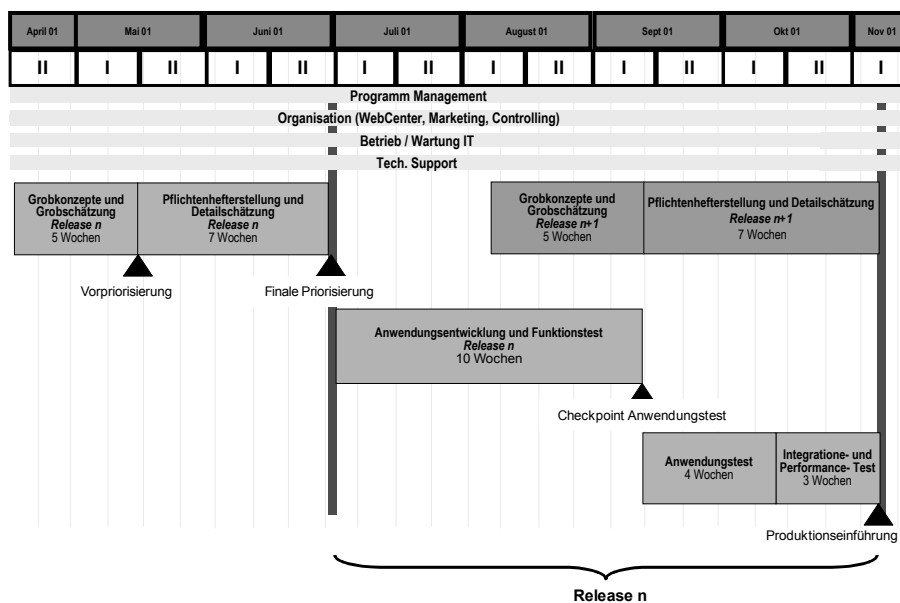 April 01 Mai 01 Juni 01 Juli 01 August 01 Sept 01 Okt 01 Nov 01
II I II I II I II I II I II I II I
Programm Management
Organisation (WebCenter, Marketing, Controlling)
Betrieb / Wartung IT
Tech. Support
Grobkonzepte und
Grobschätzung
Release n
5 Wochen
Pflichtenhefterstellung und
Detailschätzung
Release n
7 Wochen
Grobkonzepte und
Grobschätzung
Release n+1
5 Wochen
Pflichtenhefterstellung und Detailschätzung
Release n+1
7 Wochen
Vorpriorisierung
Finale Priorisierung
Anwendungsentwicklung und Funktionstest
Release n
10 Wochen
Checkpoint Anwendungstest
Anwendungstest
4 Wochen
Integratione- und
Performance- Test
3 Wochen
Produktionseinführung
Release n